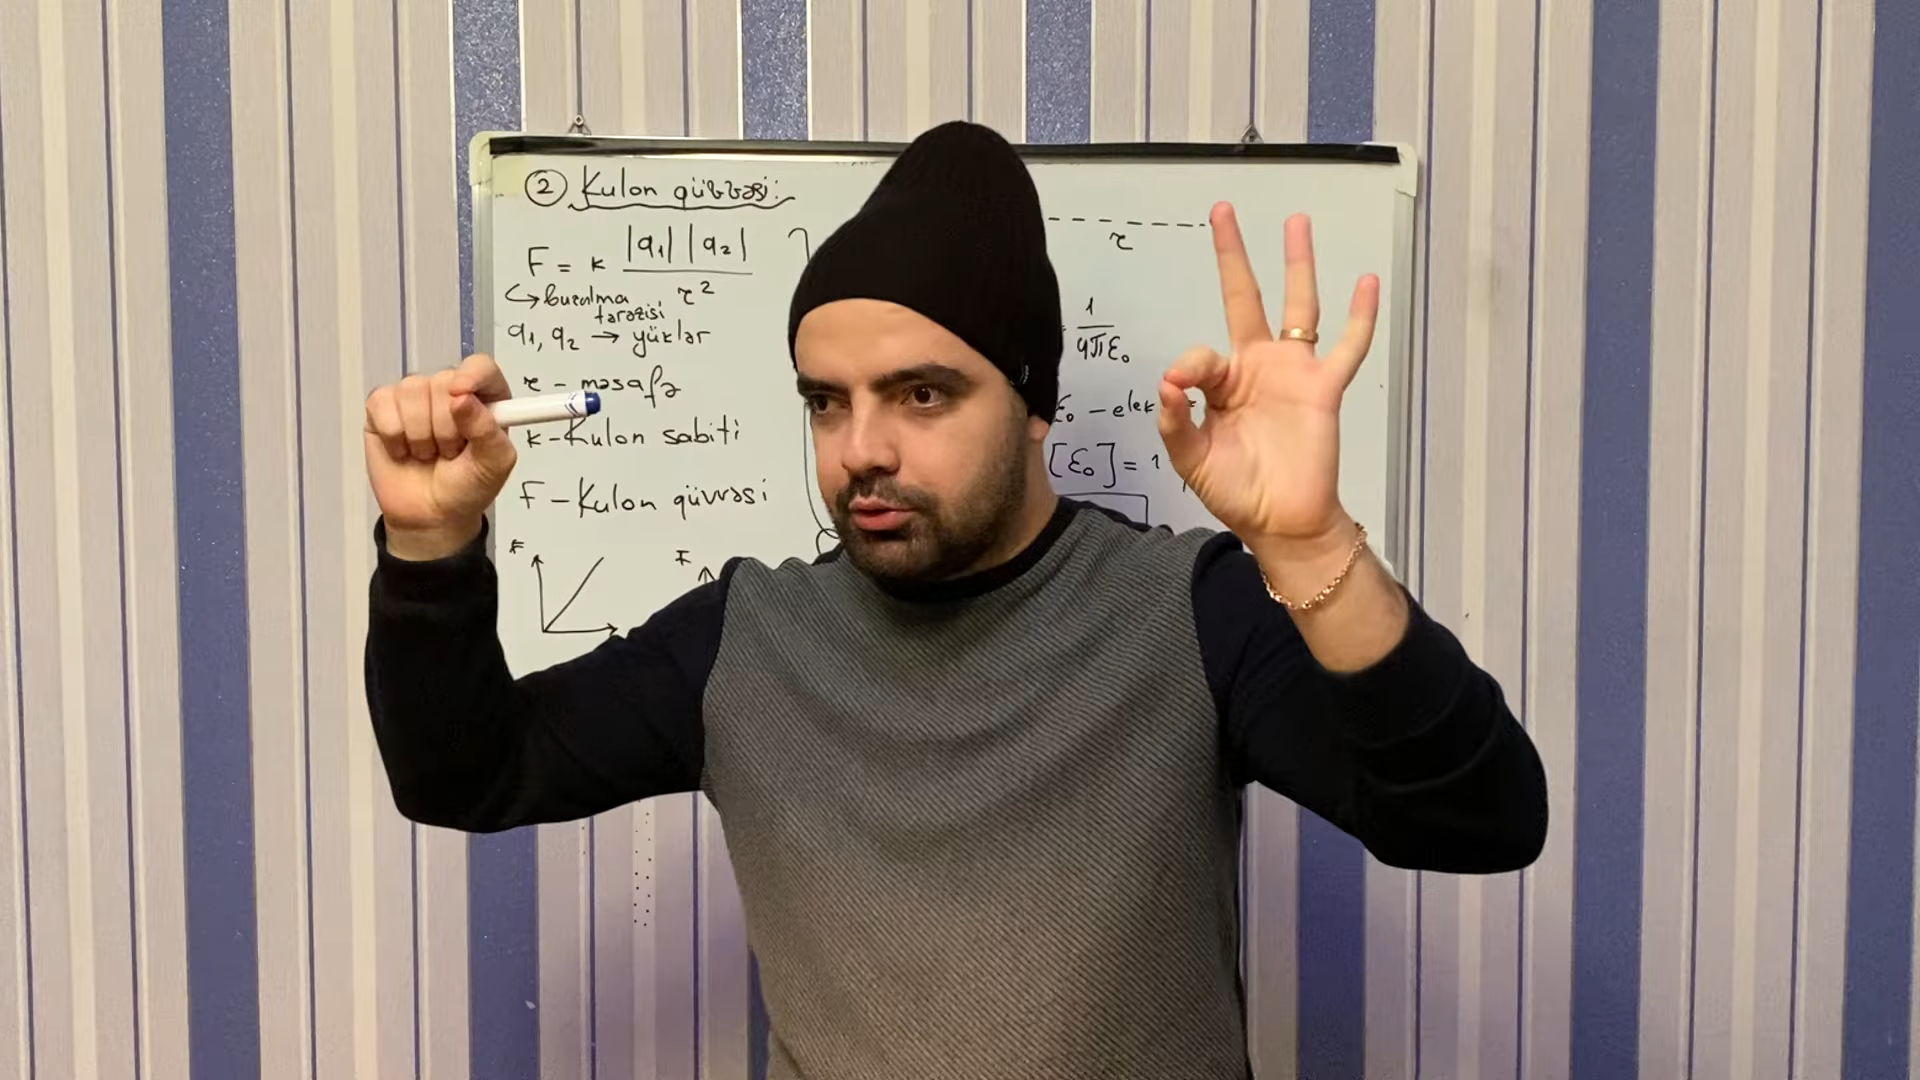 ② Kulon qüvvəsi:
F = k |q₁| |q₂|
r²
↳ burulma
tərəzisi
q₁, q₂ → yüklər
r - məsafə
k - Kulon sabiti
F - Kulon qüvvəsi
F
F
r
1
4πε₀
ε₀ - elek
[ε₀] = 1